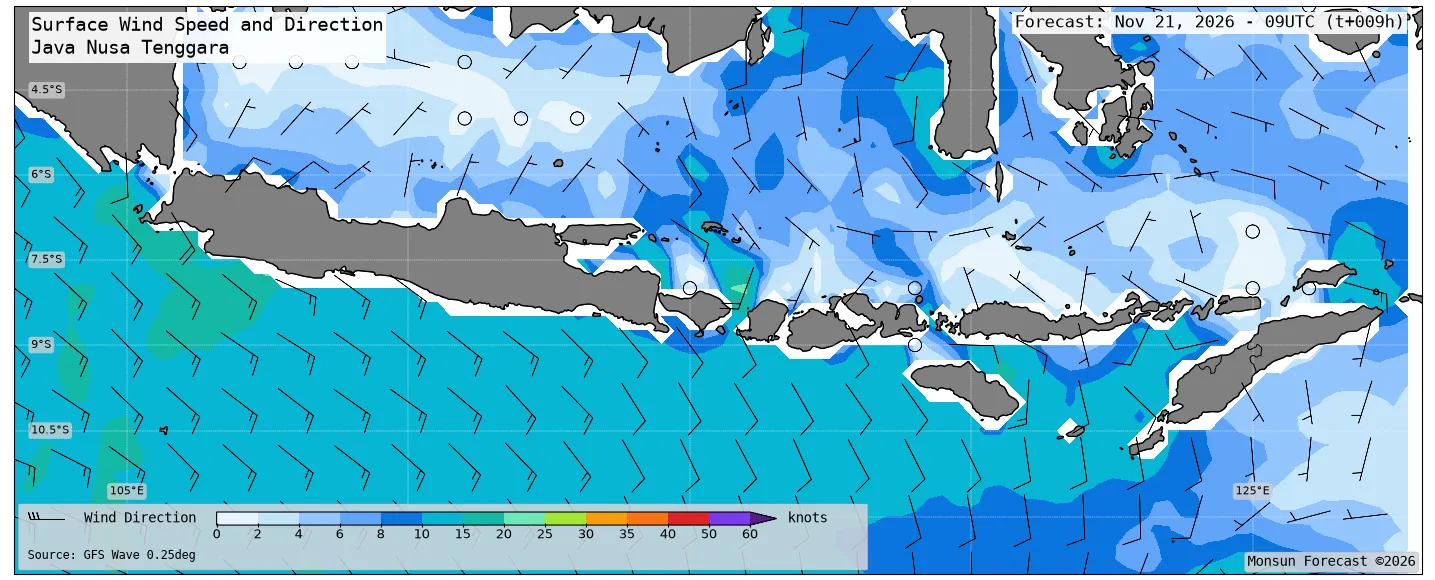 Surface Wind Speed and Direction
Java Nusa Tenggara
Forecast: Nov 21, 2026 - 09UTC (t+009h)
4.5°S
6°S
7.5°S
9°S
10.5°S
105°E
125°E
Wind Direction
0 2 4 6 8 10 15 20 25 30 35 40 50 60
knots
Source: GFS Wave 0.25deg
Monsun Forecast ©2026